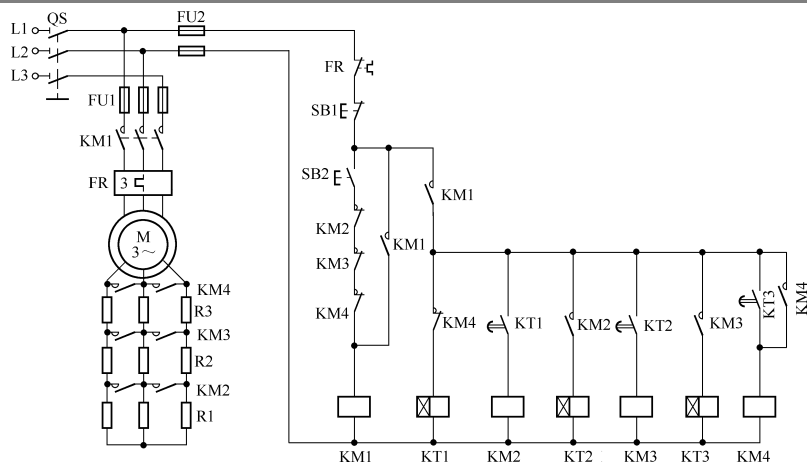 QS
FU2
L1
L2
L3
FR
FU1
SB1
KM1
SB2
FR 3
KM1
KM2
M
3～
KM1
KM3
KM4
KM4
R3
KM4
KT1
KM2
KT2
KM3
KT3
KM4
KM3
R2
KM2
R1
KM1
KT1
KM2
KT2
KM3
KT3
KM4